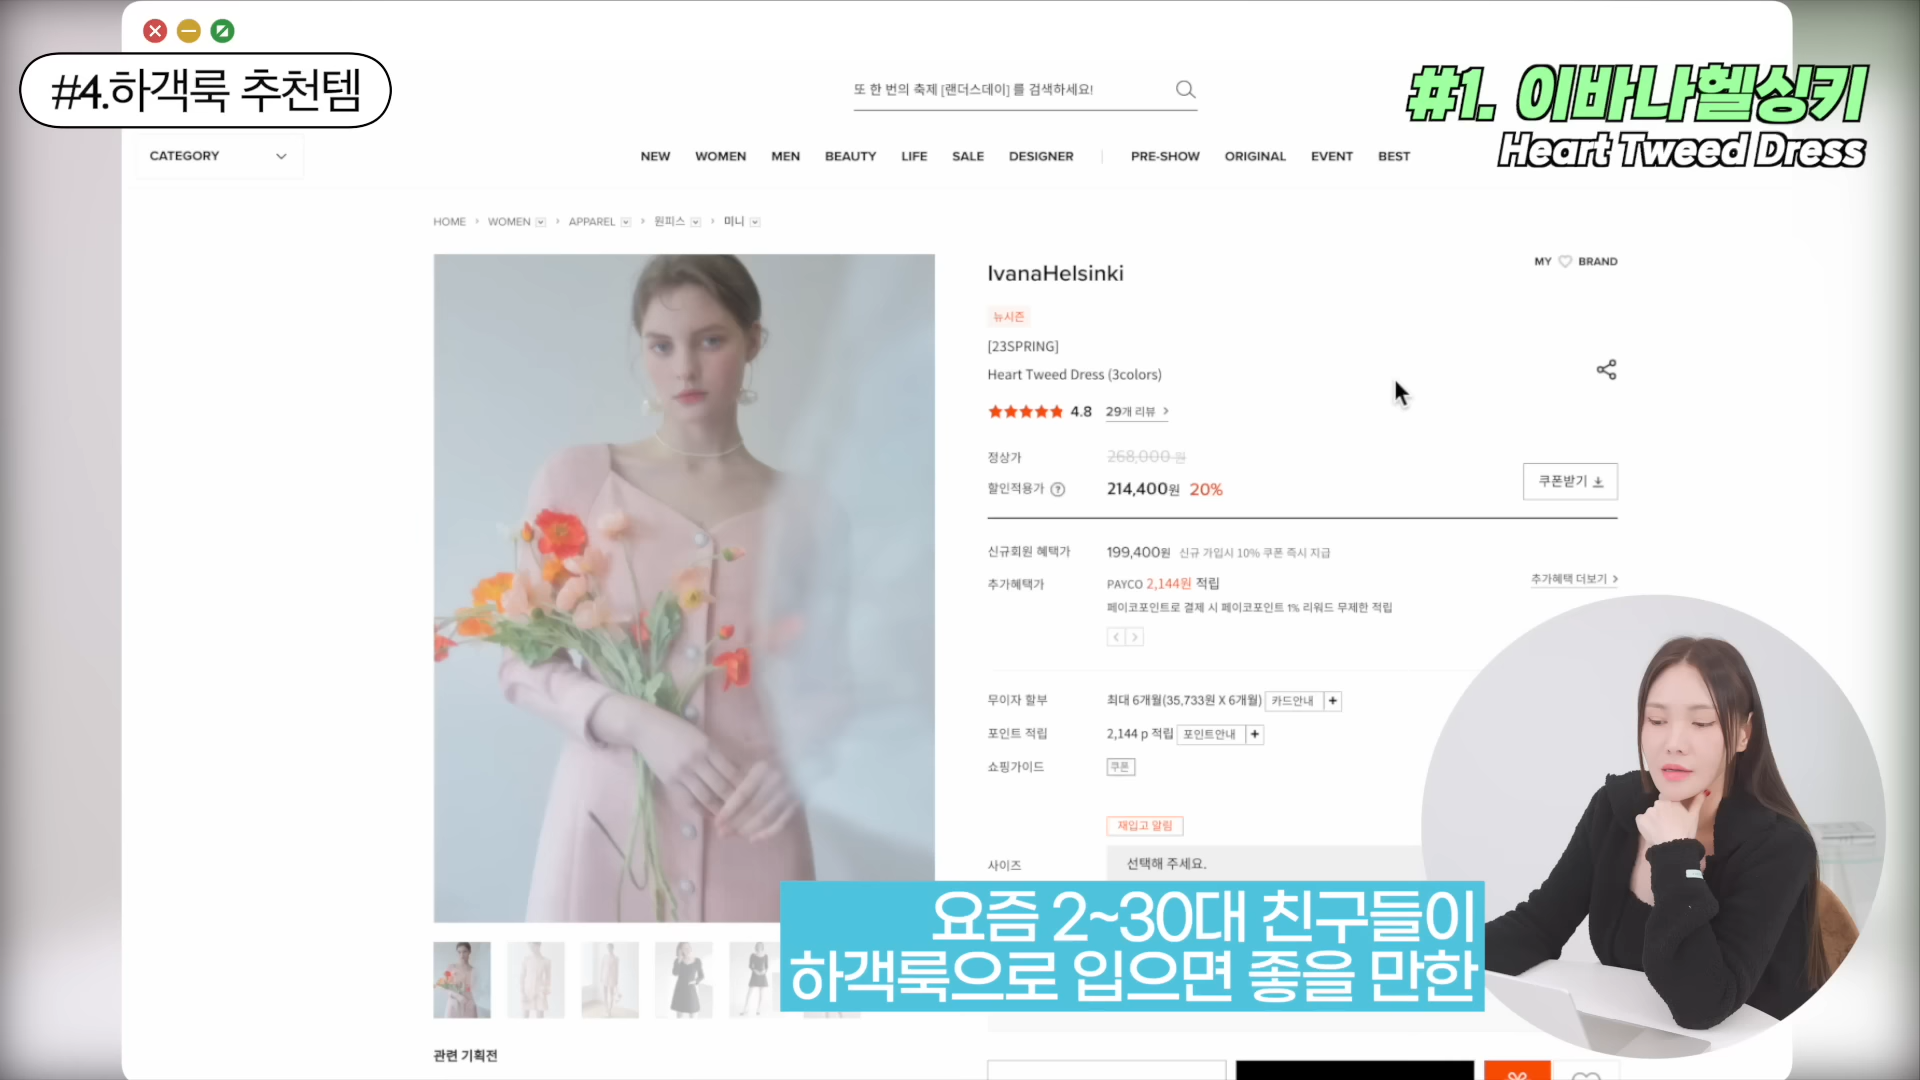 #4.하객룩 추천템
#1. 이바나헬싱키
Heart Tweed Dress
또 한 번의 축제 [랜더스데이] 를 검색하세요!
CATEGORY
NEW WOMEN MEN BEAUTY LIFE SALE DESIGNER PRE-SHOW ORIGINAL EVENT BEST
HOME > WOMEN > APPAREL > 원피스 > 미니
IvanaHelsinki
MY BRAND
뉴시즌
[23SPRING]
Heart Tweed Dress (3colors)
4.8 29개 리뷰 >
정상가 268,000 원
할인적용가 ? 214,400원 20%
쿠폰받기
신규회원 혜택가 199,400원 신규 가입시 10% 쿠폰 즉시 지급
추가혜택가 PAYCO 2,144원 적립
추가혜택 더보기 >
페이코포인트로 결제 시 페이코포인트 1% 리워드 무제한 적립
무이자 할부 최대 6개월(35,733원 X 6개월) 카드안내 +
포인트 적립 2,144 p 적립 포인트안내 +
쇼핑가이드 쿠폰
재입고 알림
사이즈 선택해 주세요.
요즘 2~30대 친구들이
하객룩으로 입으면 좋을 만한
관련 기획전